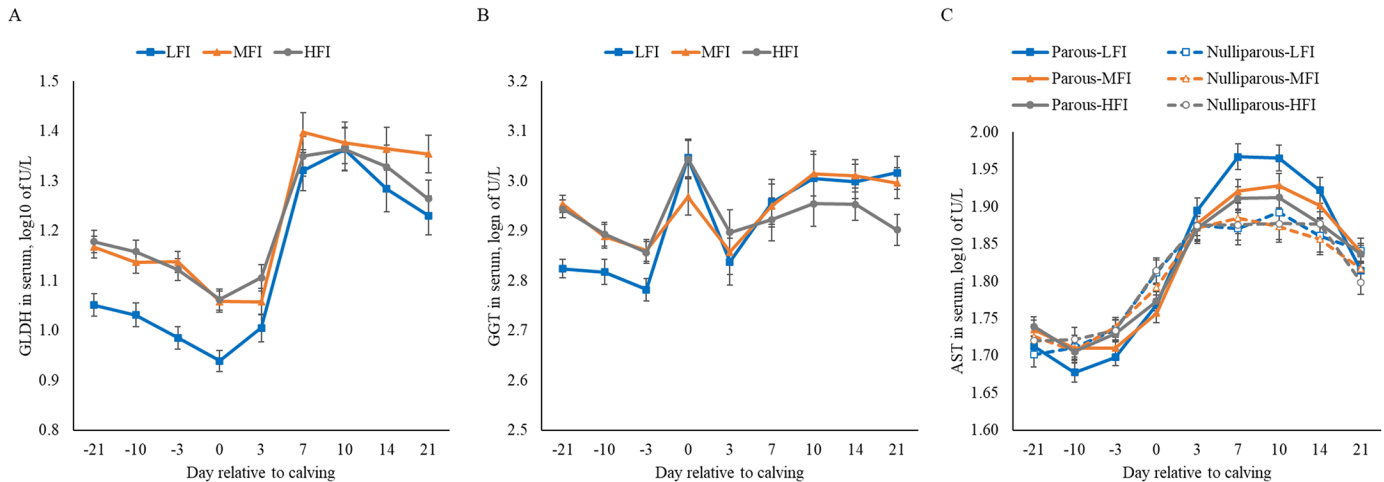 A
LFI MFI HFI
GLDH in serum, log10 of U/L
1.5
1.4
1.3
1.2
1.1
1.0
0.9
0.8
-21 -10 -3 0 3 7 10 14 21
Day relative to calving
B
LFI MFI HFI
GGT in serum, logn of U/L
3.2
3.1
3.0
2.9
2.8
2.7
2.6
2.5
-21 -10 -3 0 3 7 10 14 21
Day relative to calving
C
Parous-LFI Nulliparous-LFI
Parous-MFI Nulliparous-MFI
Parous-HFI Nulliparous-HFI
AST in serum, log10 of U/L
2.00
1.95
1.90
1.85
1.80
1.75
1.70
1.65
1.60
-21 -10 -3 0 3 7 10 14 21
Day relative to calving